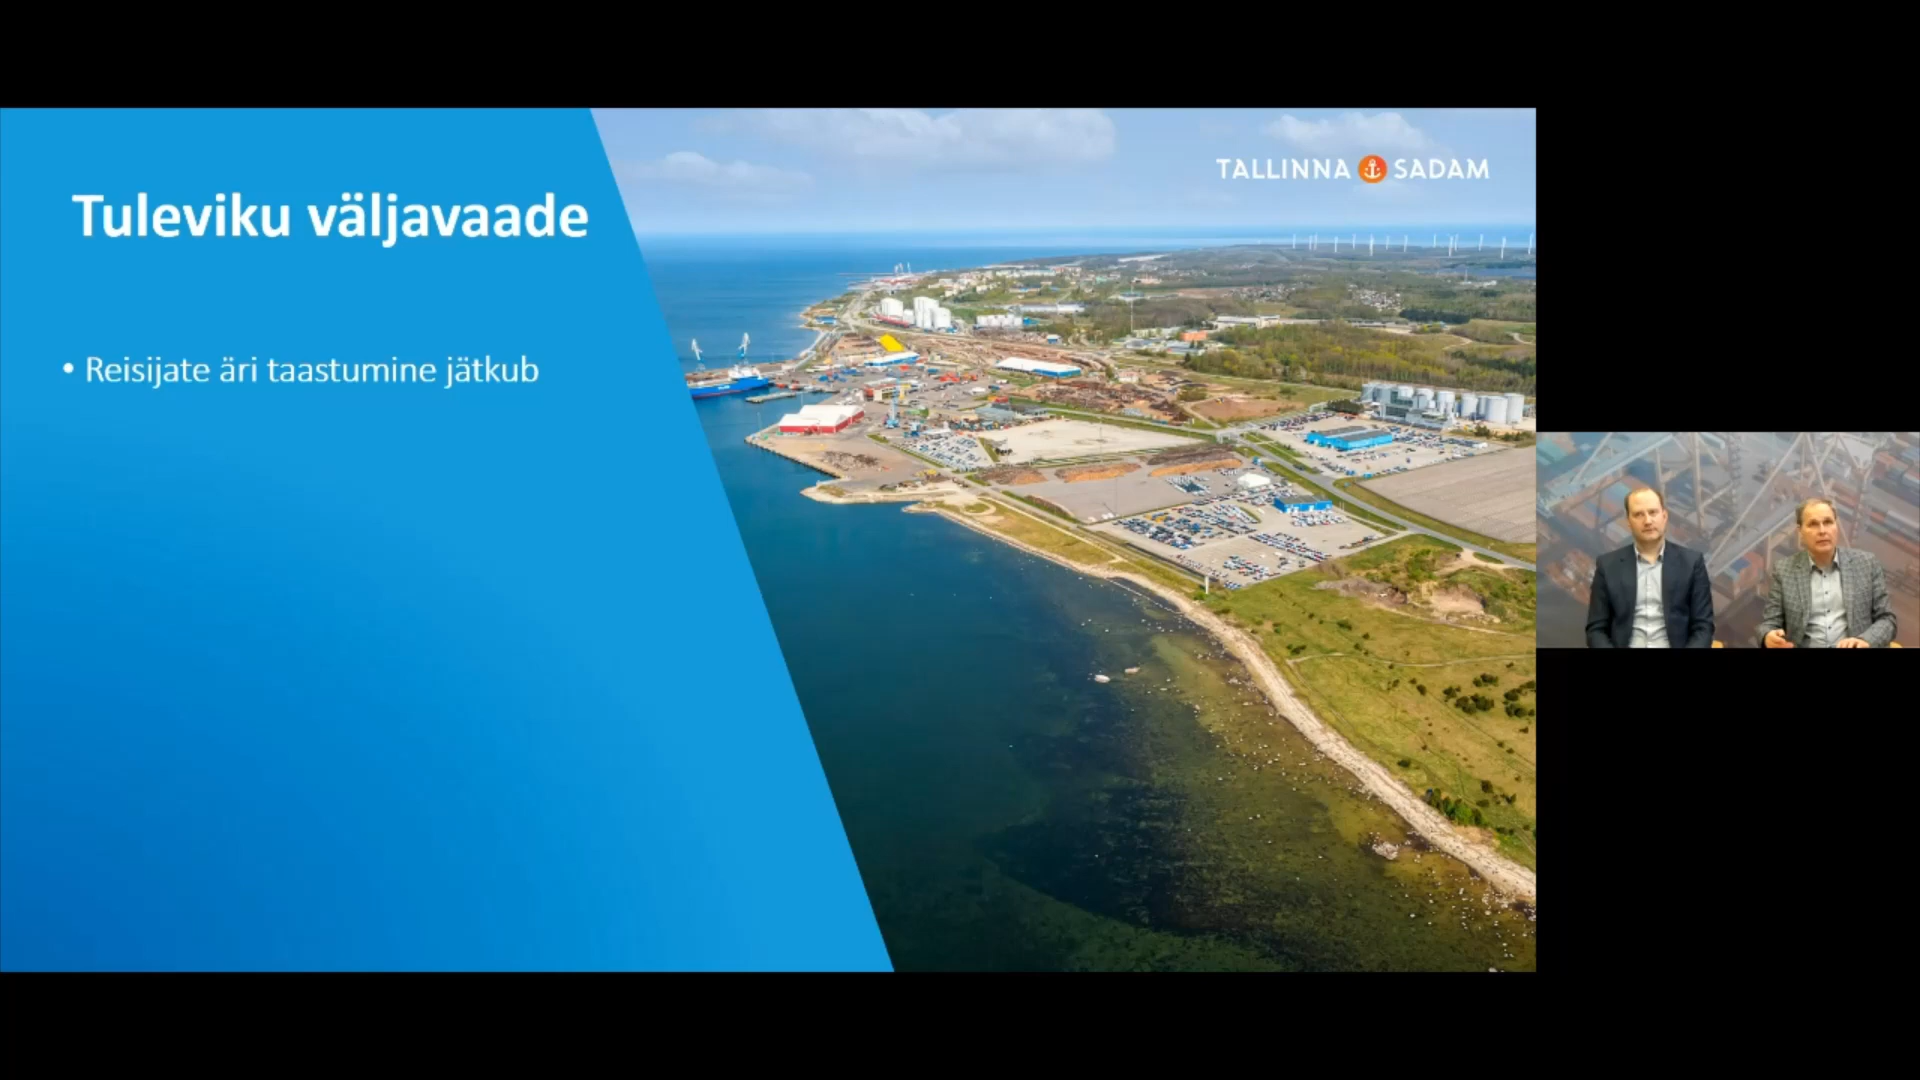 TALLINNA SADAM
Tuleviku väljavaade
• Reisijate äri taastumine jätkub